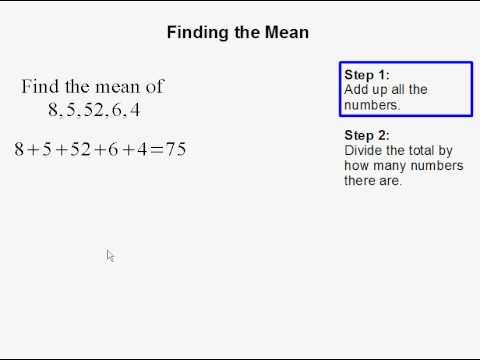 Finding the Mean
Find the mean of
8, 5, 52, 6, 4
8+5+52+6+4=75
Step 1:
Add up all the
numbers.
Step 2:
Divide the total by
how many numbers
there are.